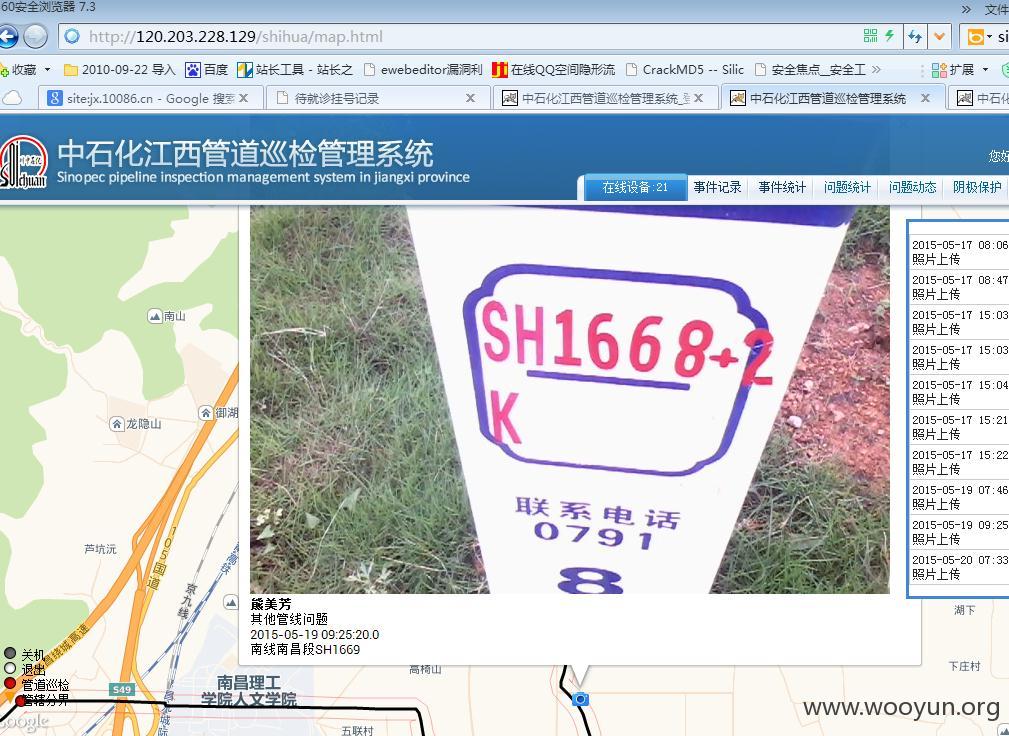 60安全浏览器 7.3
» 文件
http://120.203.228.129/shihua/map.html
收藏 2010-09-22 导入 百度 站长工具 - 站长之 ewebeditor漏洞利 在线QQ空间隐形流 CrackMD5 -- Silic 安全焦点_安全工 » 扩展
site:jx.10086.cn - Google 搜索 待就诊挂号记录 中石化江西管道巡检管理系统 中石化江西管道巡检管理系统 中石化
中石化江西管道巡检管理系统
Sinopec pipeline inspection management system in jiangxi province
您好
在线设备:21 事件记录 事件统计 问题统计 问题动态 阴极保护
SH1668+2
K
联系电话
0791
8
熊美芳
其他管线问题
2015-05-19 09:25:20.0
南线南昌段SH1669
2015-05-17 08:06
照片上传
2015-05-17 08:47
照片上传
2015-05-17 15:03
照片上传
2015-05-17 15:03
照片上传
2015-05-17 15:04
照片上传
2015-05-17 15:21
照片上传
2015-05-17 15:22
照片上传
2015-05-19 07:46
照片上传
2015-05-19 09:25
照片上传
2015-05-20 07:33
照片上传
南山
御湖
龙隐山
芦坑沅
105国道
京九线
关机
退出
管道巡检
管辖分界
S49
南昌理工
学院人文学院
高椅山
五联村
湖下
下庄村
www.wooyun.org